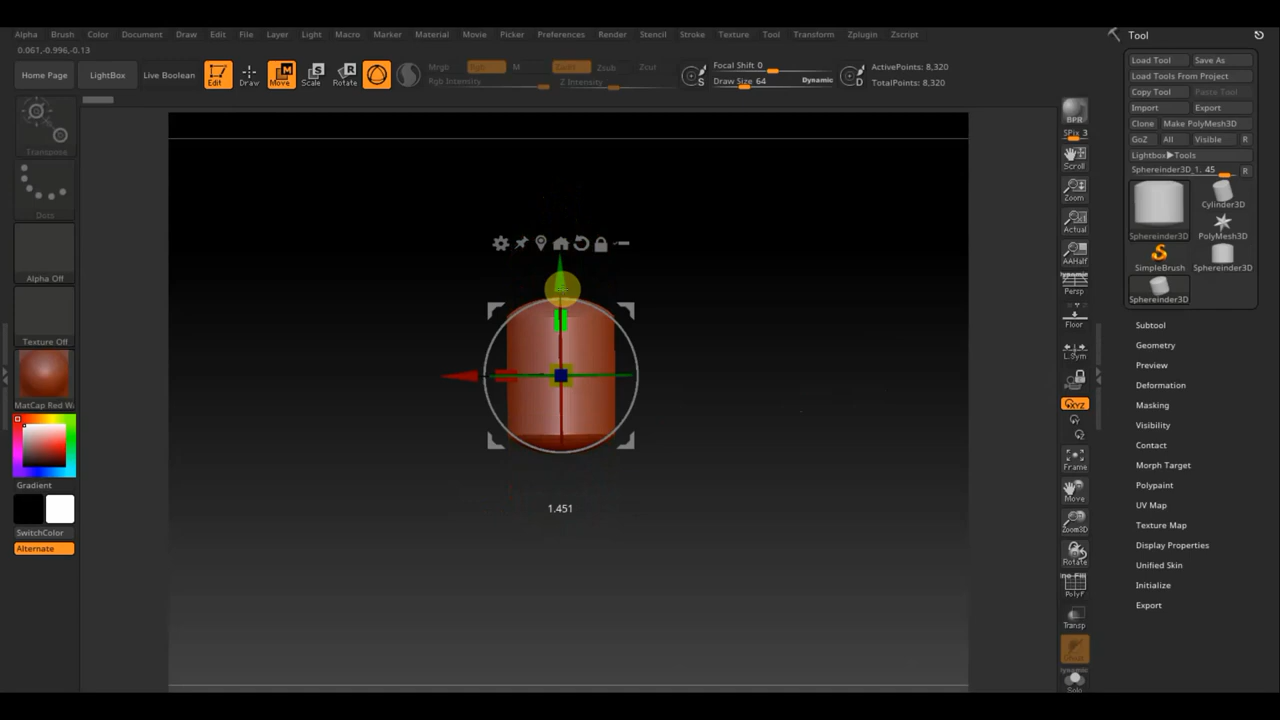 Alpha Brush Color Document Draw Edit File Layer Light Macro Marker Material Movie Picker Preferences Render Stencil Stroke Texture Tool Transform Zplugin Zscript
Tool
0.061,-0.996,-0.13
Home Page
LightBox
Live Boolean
Edit
Draw
Move
Scale
Rotate
Mrgb
Rgb
M
Rgb Intensity
Zadd
Zsub
Zcut
Z Intensity
S
Focal Shift 0
Draw Size 64
Dynamic
D
ActivePoints: 8,320
TotalPoints: 8,320
Transpose
Dots
Alpha Off
Texture Off
MatCap Red W
Gradient
SwitchColor
Alternate
1.451
BPR
SPix 3
Scroll
Zoom
Actual
AAHalf
Dynamic
Persp
Floor
L.Sym
XYZ
Y
Z
Frame
Move
Zoom3D
Rotate
Line Fill
PolyF
Transp
Ghost
Dynamic
Solo
Load Tool
Save As
Load Tools From Project
Copy Tool
Paste Tool
Import
Export
Clone
Make PolyMesh3D
GoZ
All
Visible
R
Lightbox▶Tools
Sphereinder3D_1. 45
R
Sphereinder3D
Cylinder3D
PolyMesh3D
SimpleBrush
Sphereinder3D
Sphereinder3D
Subtool
Geometry
Preview
Deformation
Masking
Visibility
Contact
Morph Target
Polypaint
UV Map
Texture Map
Display Properties
Unified Skin
Initialize
Export